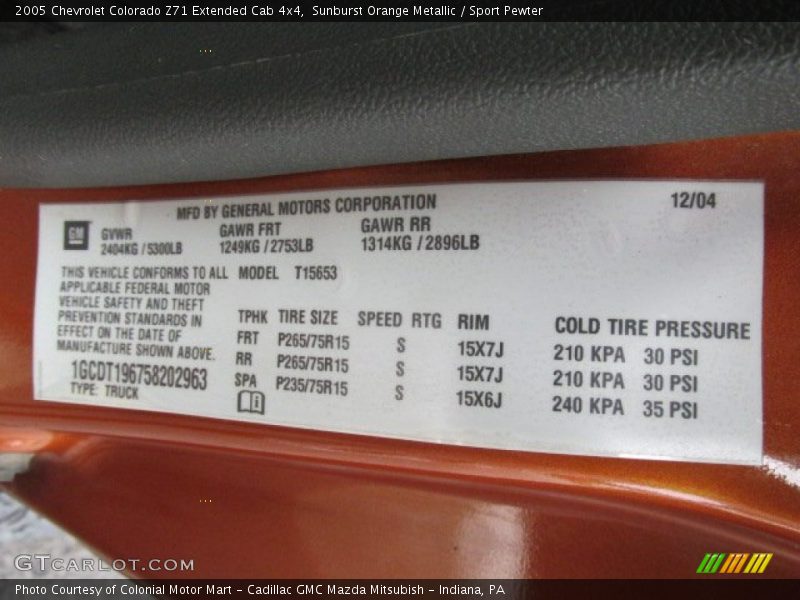 2005 Chevrolet Colorado Z71 Extended Cab 4x4, Sunburst Orange Metallic / Sport Pewter
MFD BY GENERAL MOTORS CORPORATION 12/04
GM GVWR GAWR FRT GAWR RR
2404KG / 5300LB 1249KG / 2753LB 1314KG / 2896LB
THIS VEHICLE CONFORMS TO ALL MODEL T15653
APPLICABLE FEDERAL MOTOR
VEHICLE SAFETY AND THEFT
PREVENTION STANDARDS IN
EFFECT ON THE DATE OF
MANUFACTURE SHOWN ABOVE.
1GCDT196758202963
TYPE: TRUCK
TPHK TIRE SIZE SPEED RTG RIM COLD TIRE PRESSURE
FRT P265/75R15 S 15X7J 210 KPA 30 PSI
RR P265/75R15 S 15X7J 210 KPA 30 PSI
SPA P235/75R15 S 15X6J 240 KPA 35 PSI
GTCARLOT.COM
Photo Courtesy of Colonial Motor Mart - Cadillac GMC Mazda Mitsubish - Indiana, PA